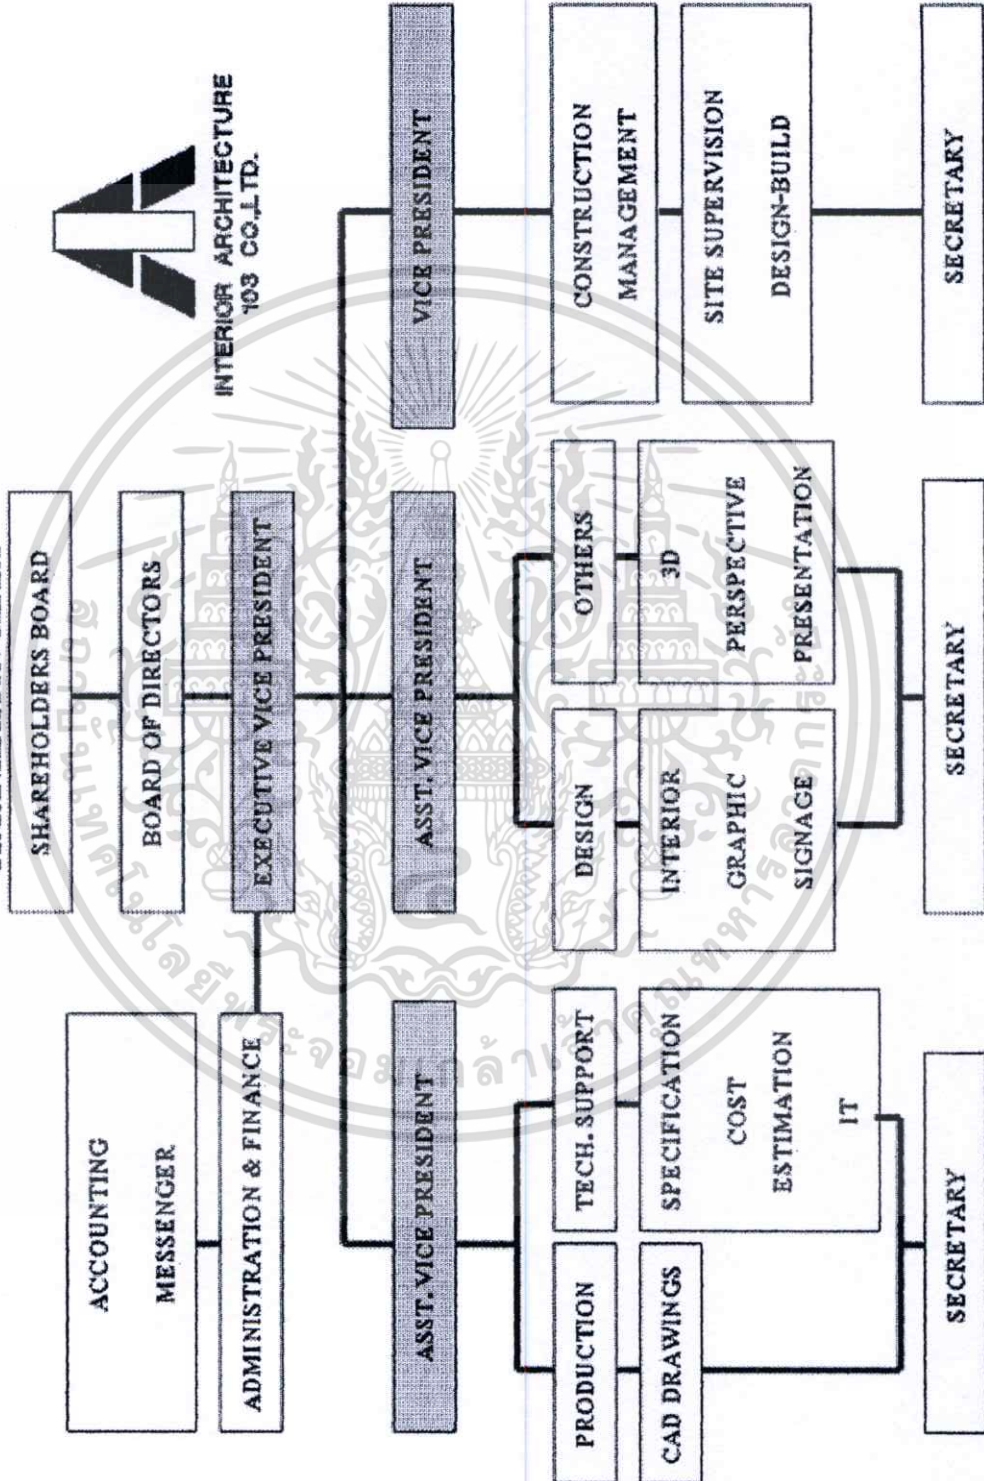 SHAREHOLDERS BOARD
BOARD OF DIRECTORS
EXECUTIVE VICE PRESIDENT
ACCOUNTING
MESSENGER
ADMINISTRATION & FINANCE
INTERIOR ARCHITECTURE
103 CO.,LTD.
ASST. VICE PRESIDENT
ASST. VICE PRESIDENT
VICE PRESIDENT
PRODUCTION
CAD DRAWINGS
TECH. SUPPORT
SPECIFICATION
COST
ESTIMATION
IT
SECRETARY
DESIGN
INTERIOR
GRAPHIC
SIGNAGE
OTHERS
3D
PERSPECTIVE
PRESENTATION
SECRETARY
CONSTRUCTION
MANAGEMENT
SITE SUPERVISION
DESIGN-BUILD
SECRETARY